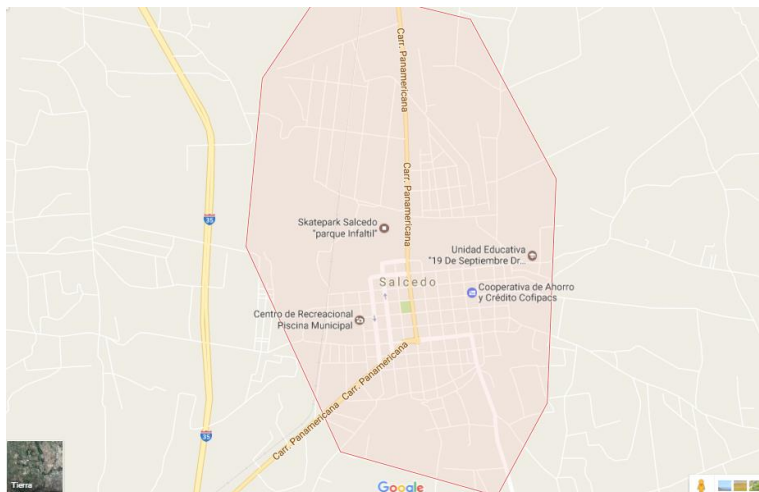 Carr. Panamericana
Carr. Panamericana
35
Skatepark Salcedo
"parque Infaltil"
Unidad Educativa
"19 De Septiembre Dr...
Salcedo
Cooperativa de Ahorro
y Crédito Cofipacs
Centro de Recreacional
Piscina Municipal
Carr. Panamericana
Carr. Panamericana
35
Tierra
Google